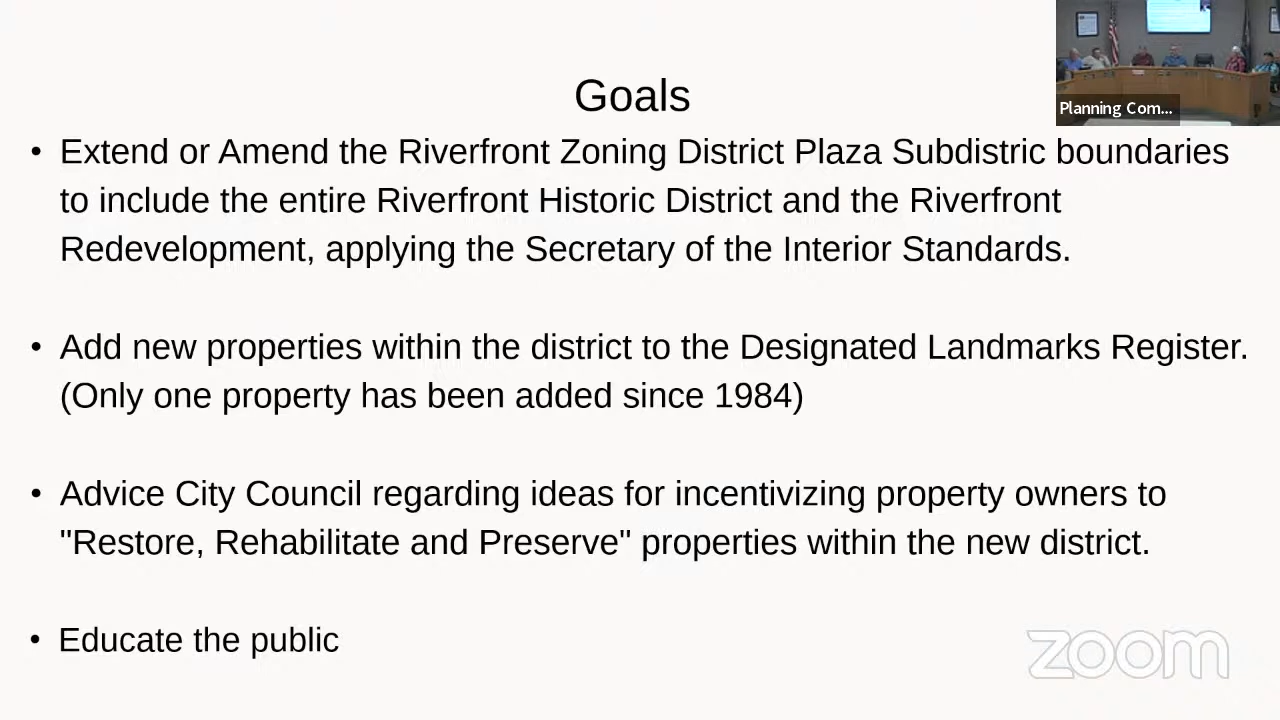 Planning Com...
Goals
• Extend or Amend the Riverfront Zoning District Plaza Subdistric boundaries
to include the entire Riverfront Historic District and the Riverfront
Redevelopment, applying the Secretary of the Interior Standards.
• Add new properties within the district to the Designated Landmarks Register.
(Only one property has been added since 1984)
• Advice City Council regarding ideas for incentivizing property owners to
"Restore, Rehabilitate and Preserve" properties within the new district.
• Educate the public
zoom